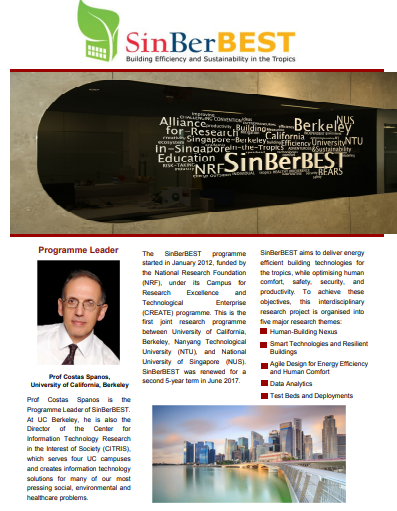 SinBerBEST
Building Efficiency and Sustainability in the Tropics
Alliance
for-Research
Building
Berkeley
NUS
California
Singapore-Berkeley
in-Singapore
in-the-Tropics
University
NTU
&Sustainability
Education
SinBerBEST
RISK-TAKING
NRF
BEARS
Programme Leader
Prof Costas Spanos,
University of California, Berkeley
Prof Costas Spanos is the
Programme Leader of SinBerBEST.
At UC Berkeley, he is also the
Director of the Center for
Information Technology Research
in the Interest of Society (CITRIS),
which serves four UC campuses
and creates information technology
solutions for many of our most
pressing social, environmental and
healthcare problems.
The SinBerBEST programme
started in January 2012, funded by
the National Research Foundation
(NRF), under its Campus for
Research Excellence and
Technological Enterprise
(CREATE) programme. This is the
first joint research programme
between University of California,
Berkeley, Nanyang Technological
University (NTU), and National
University of Singapore (NUS).
SinBerBEST was renewed for a
second 5-year term in June 2017.
SinBerBEST aims to deliver energy
efficient building technologies for
the tropics, while optimising human
comfort, safety, security, and
productivity. To achieve these
objectives, this interdisciplinary
research project is organised into
five major research themes:
Human-Building Nexus
Smart Technologies and Resilient
Buildings
Agile Design for Energy Efficiency
and Human Comfort
Data Analytics
Test Beds and Deployments